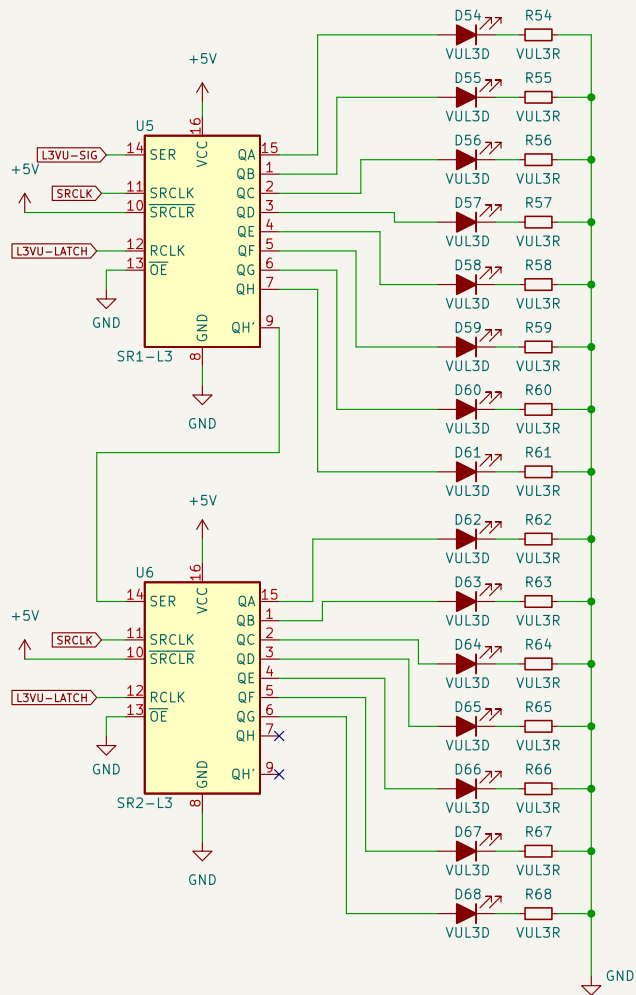 +5V
U5
16
VCC
L3VU-SIG 14 SER QA 15
QB 1
+5V
SRCLK 11 SRCLK QC 2
10 SRCLR QD 3
QE 4
L3VU-LATCH 12 RCLK QF 5
13 OE QG 6
QH 7
GND
GND
QH' 9
8
SR1-L3
GND
D54 R54
VUL3D VUL3R
D55 R55
VUL3D VUL3R
D56 R56
VUL3D VUL3R
D57 R57
VUL3D VUL3R
D58 R58
VUL3D VUL3R
D59 R59
VUL3D VUL3R
D60 R60
VUL3D VUL3R
D61 R61
VUL3D VUL3R
+5V
U6
16
VCC
14 SER QA 15
+5V
QB 1
SRCLK 11 SRCLK QC 2
10 SRCLR QD 3
QE 4
L3VU-LATCH 12 RCLK QF 5
13 OE QG 6
QH 7
GND
GND
QH' 9
8
SR2-L3
GND
D62 R62
VUL3D VUL3R
D63 R63
VUL3D VUL3R
D64 R64
VUL3D VUL3R
D65 R65
VUL3D VUL3R
D66 R66
VUL3D VUL3R
D67 R67
VUL3D VUL3R
D68 R68
VUL3D VUL3R
GND